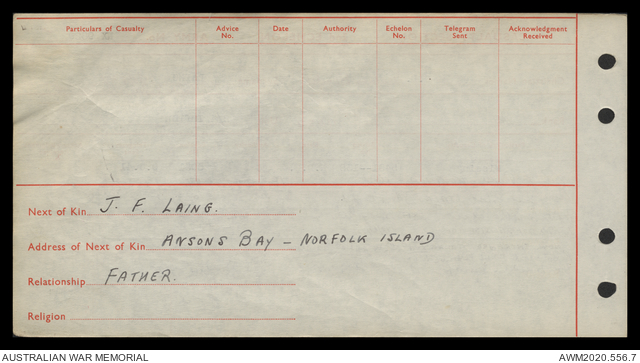 Particulars of Casualty Advice No. Date Authority Echelon No. Telegram Sent Acknowledgment Received
Next of Kin J. F. LAING.
Address of Next of Kin ANSONS BAY - NORFOLK ISLAND
Relationship FATHER.
Religion
AUSTRALIAN WAR MEMORIAL AWM2020.556.7